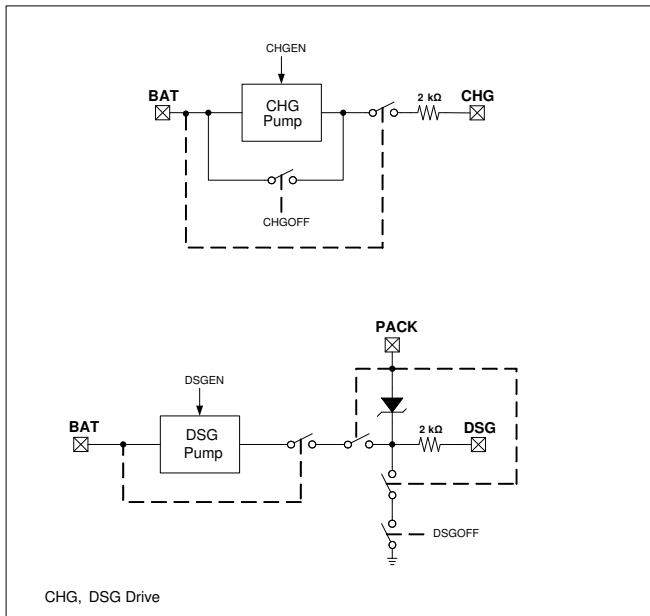 CHGEN
BAT
CHG
Pump
2 kΩ
CHG
CHGOFF
PACK
DSGEN
BAT
DSG
Pump
2 kΩ
DSG
DSGOFF
CHG, DSG Drive